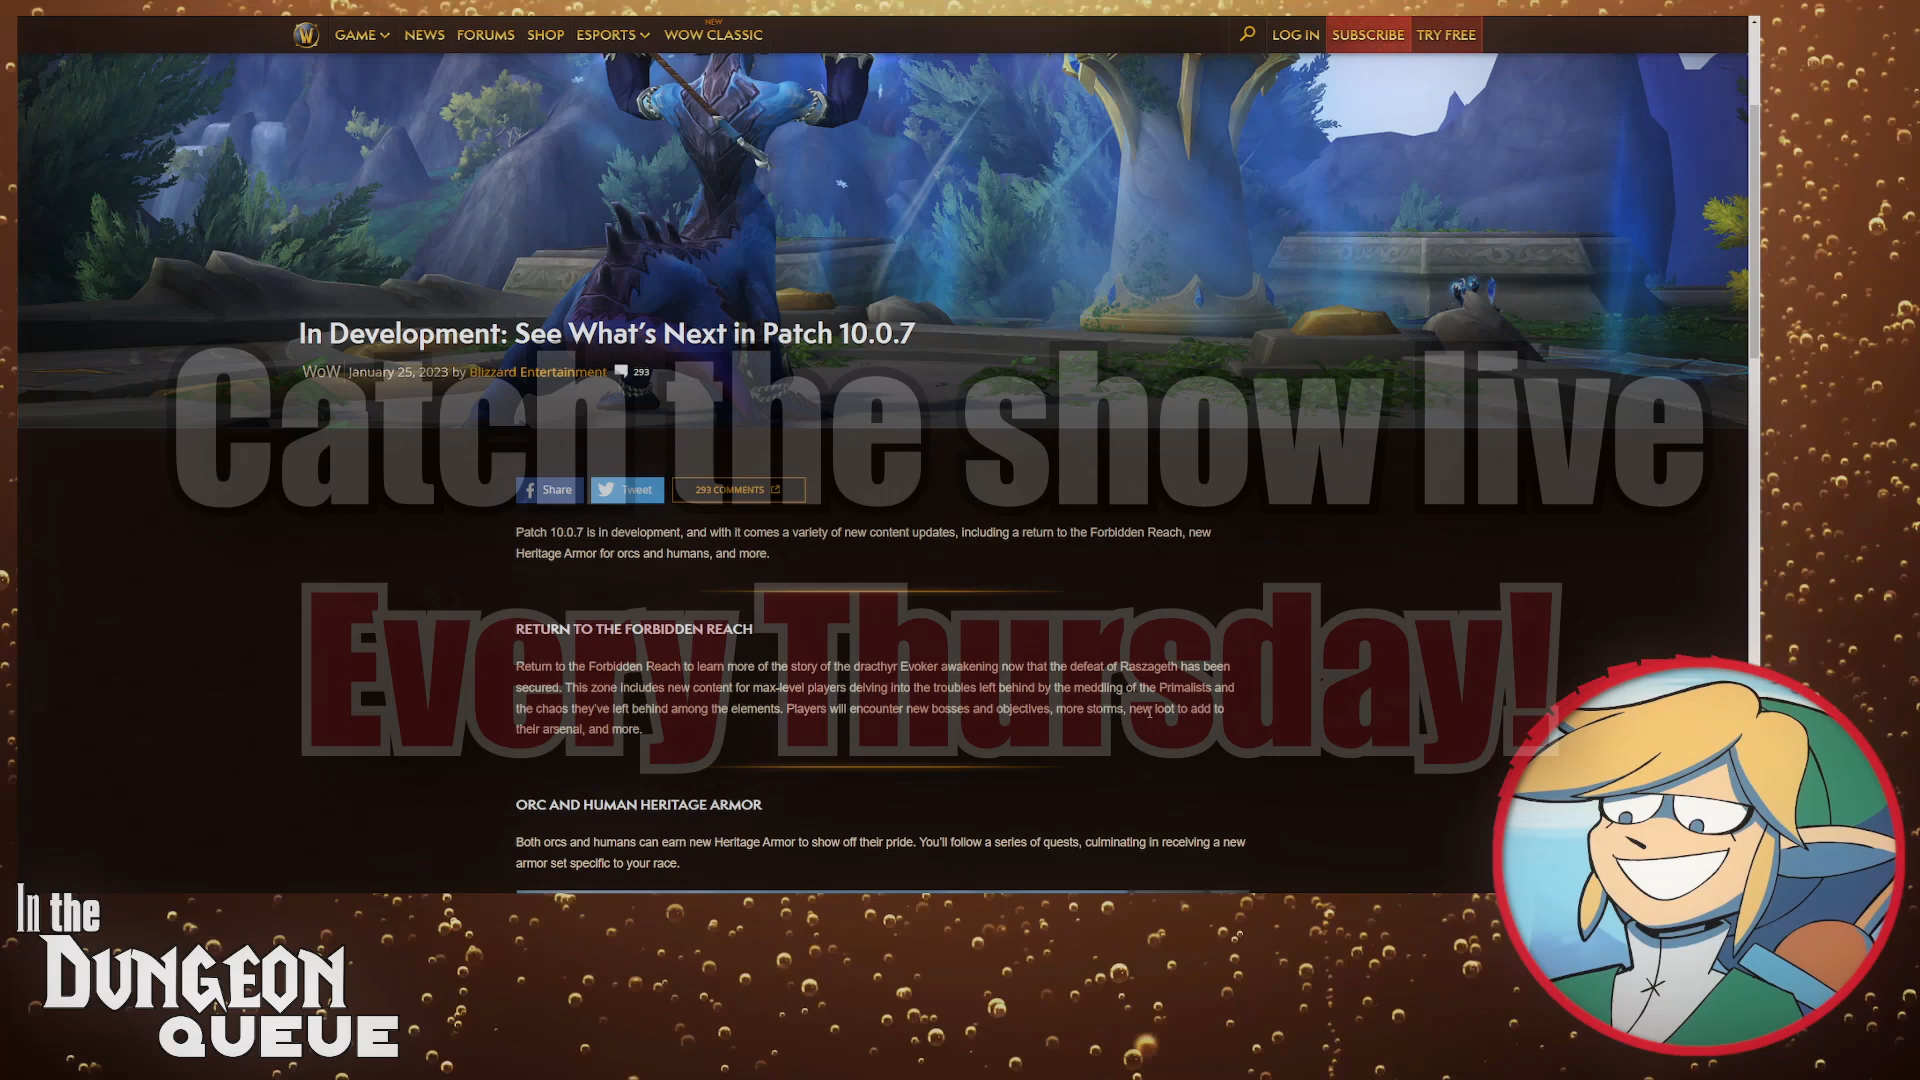 GAME NEWS FORUMS SHOP ESPORTS NEW WOW CLASSIC LOG IN SUBSCRIBE TRY FREE
In Development: See What's Next in Patch 10.0.7
WoW January 25, 2023 by Blizzard Entertainment 293
Catch the show live
Share Tweet 293 COMMENTS
Patch 10.0.7 is in development, and with it comes a variety of new content updates, including a return to the Forbidden Reach, new
Heritage Armor for orcs and humans, and more.
Every Thursday!
RETURN TO THE FORBIDDEN REACH
Return to the Forbidden Reach to learn more of the story of the dracthyr Evoker awakening now that the defeat of Raszageth has been
secured. This zone includes new content for max-level players delving into the troubles left behind by the meddling of the Primalists and
the chaos they've left behind among the elements. Players will encounter new bosses and objectives, more storms, new loot to add to
their arsenal, and more.
ORC AND HUMAN HERITAGE ARMOR
Both orcs and humans can earn new Heritage Armor to show off their pride. You'll follow a series of quests, culminating in receiving a new
armor set specific to your race.
In the
DUNGEON
QUEUE